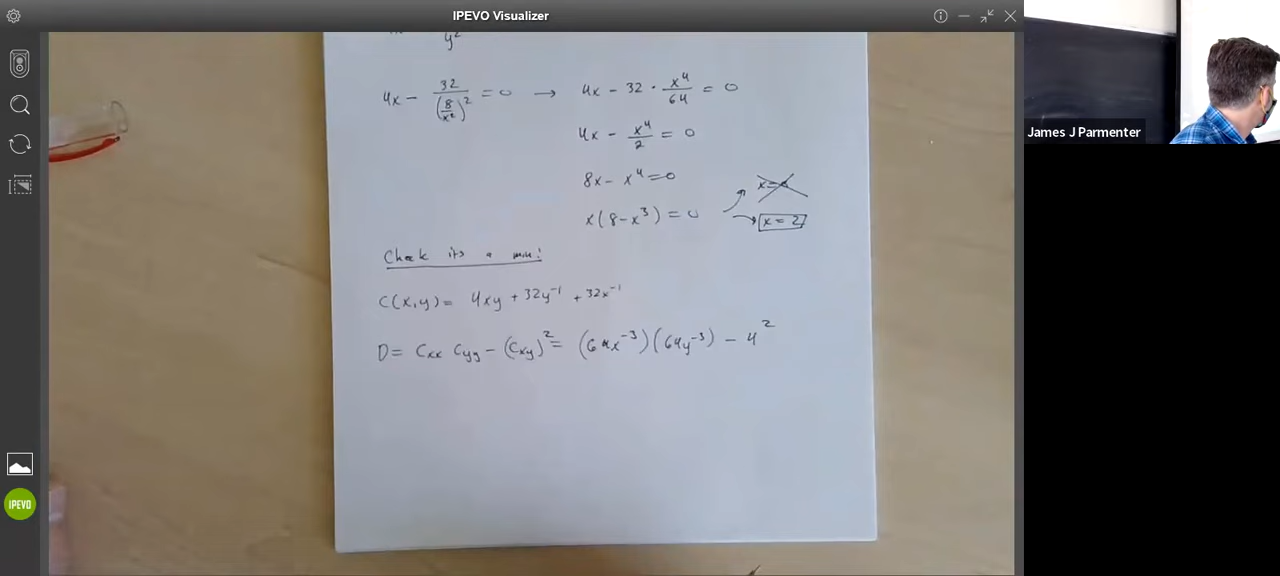 IPEVO Visualizer
y²
4x − 32/(8/x²)² = 0 → 4x − 32 · x⁴/64 = 0
4x − x⁴/2 = 0
8x − x⁴ = 0
x = 0
x(8 − x³) = 0
x = 2
Check its a min:
C(x,y) = 4xy + 32y⁻¹ + 32x⁻¹
D = Cxx Cyy − (Cxy)² = (64x⁻³)(64y⁻³) − 4²
James J Parmenter
IPEVO